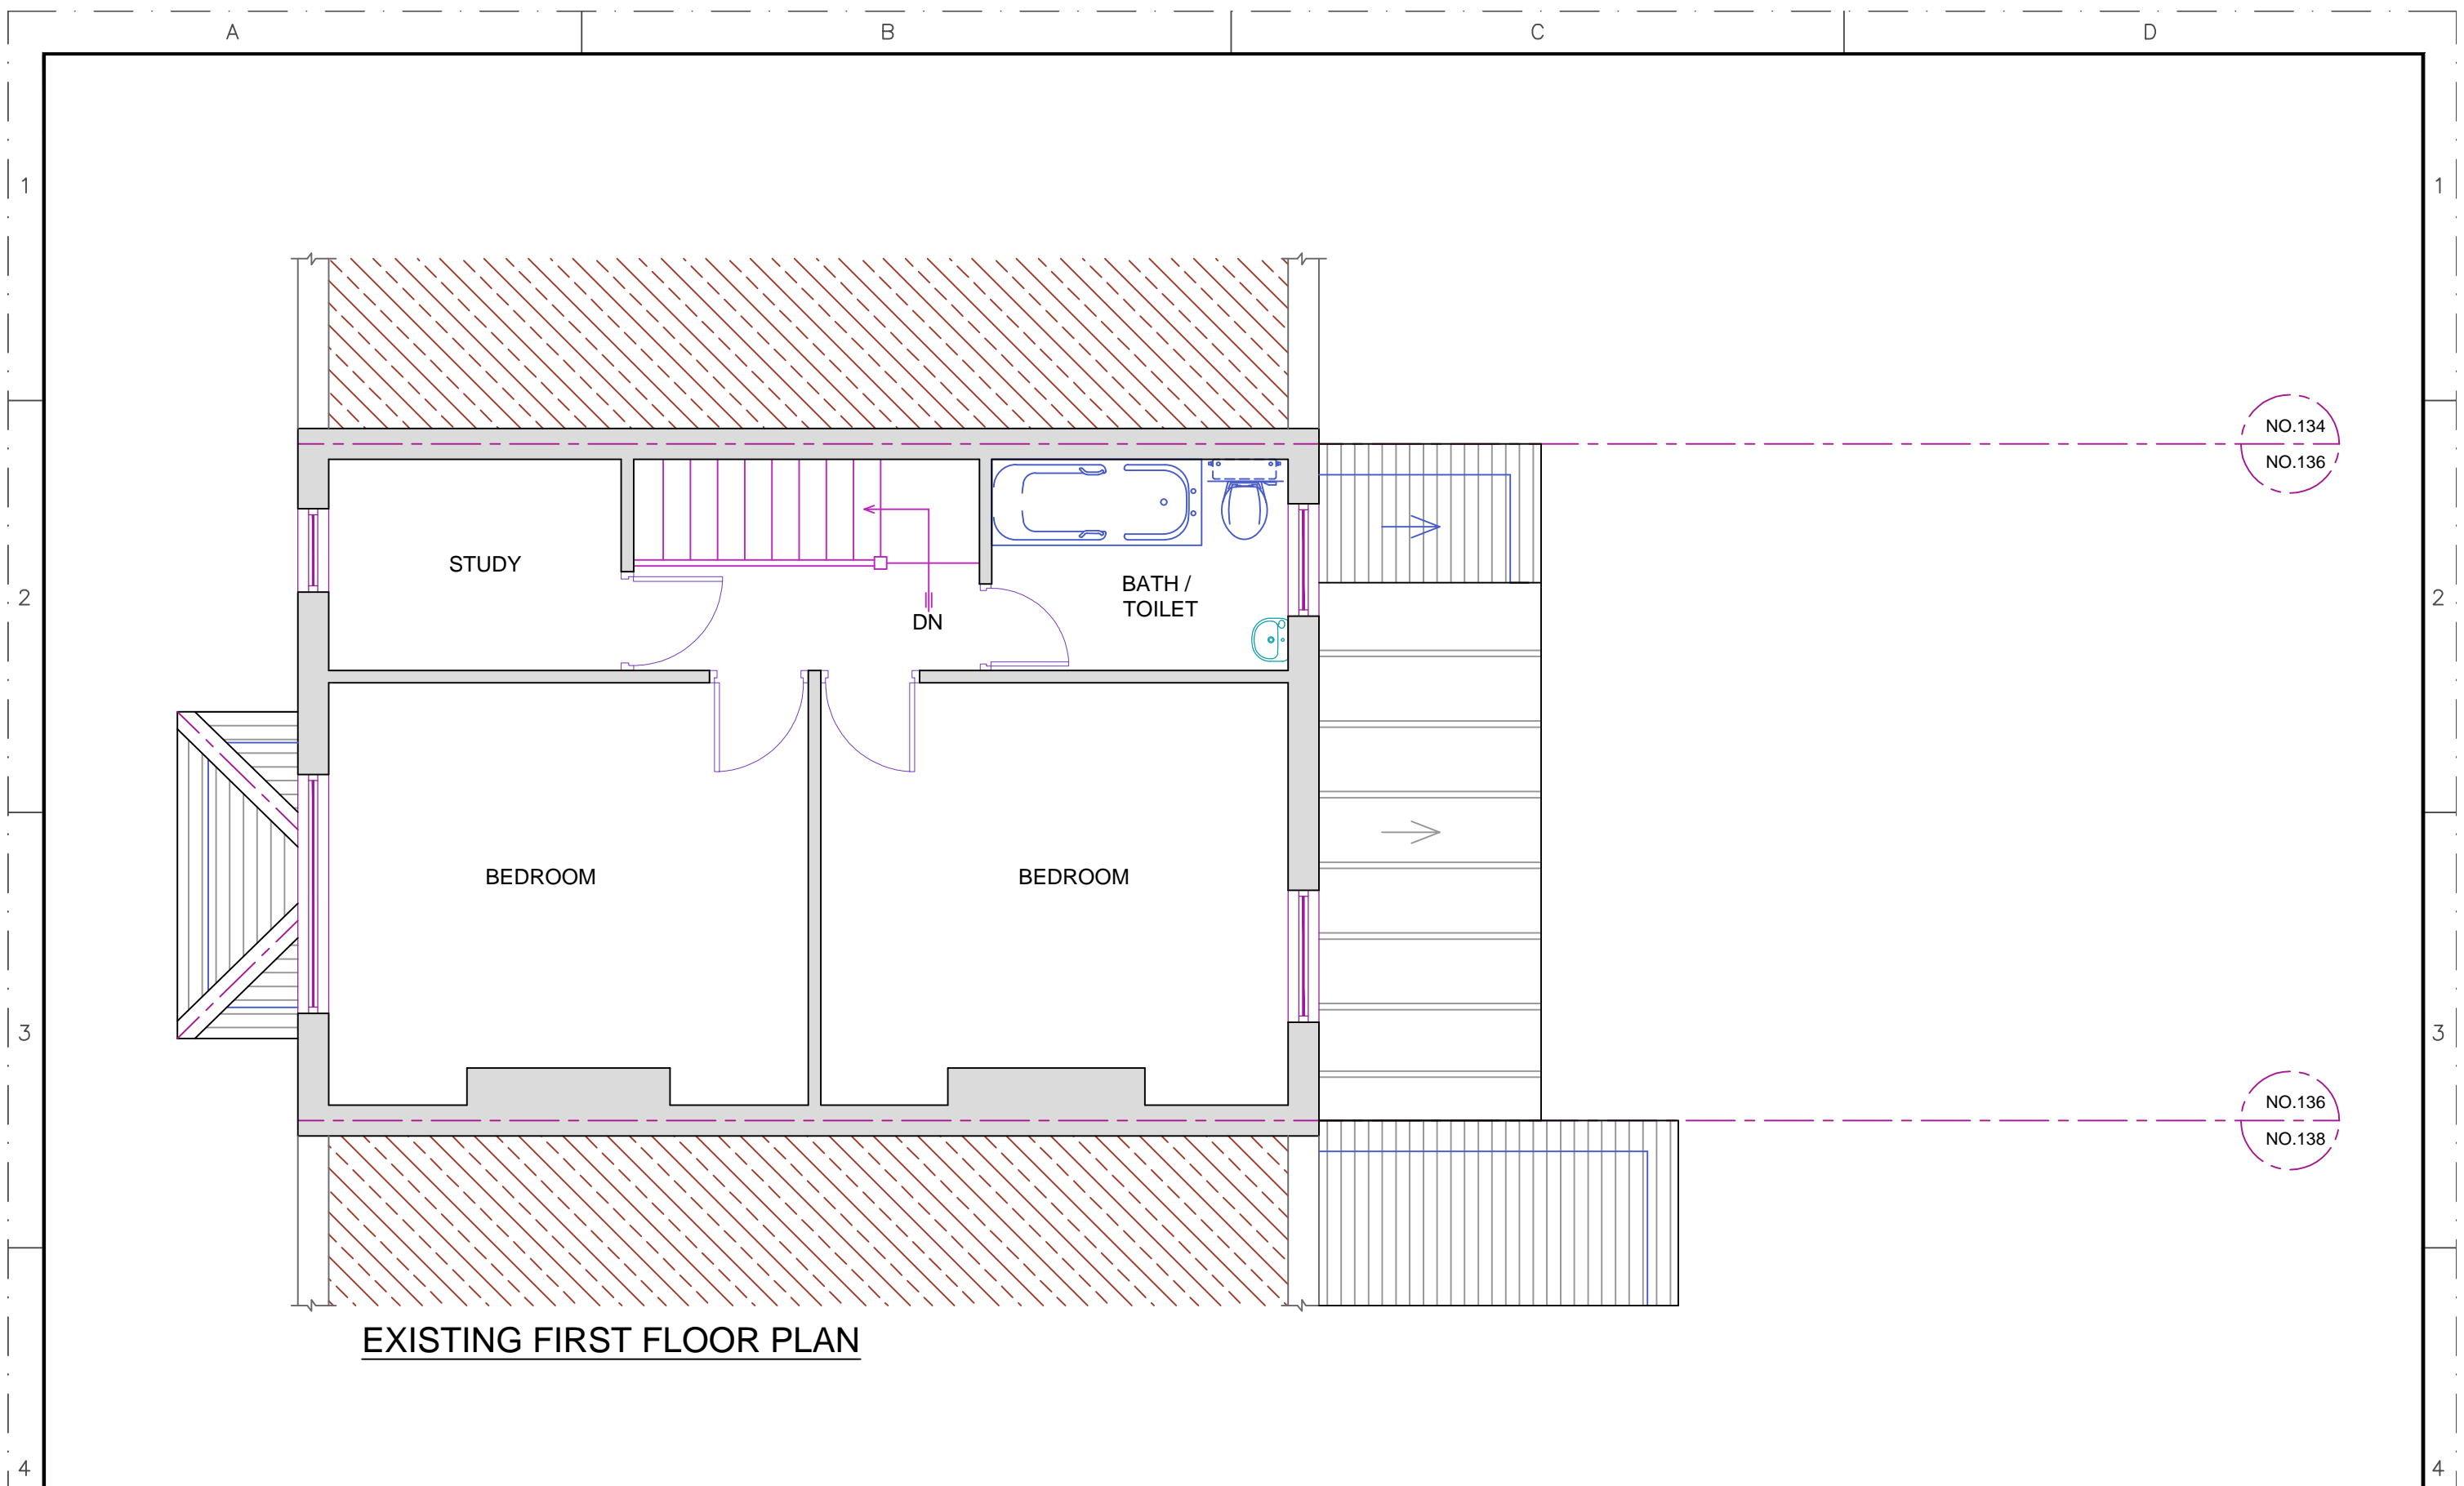 A B C D
1 1
NO.134
NO.136
STUDY
BATH /
TOILET
2 2
DN
BEDROOM BEDROOM
3 3
NO.136
NO.138
EXISTING FIRST FLOOR PLAN
4 4